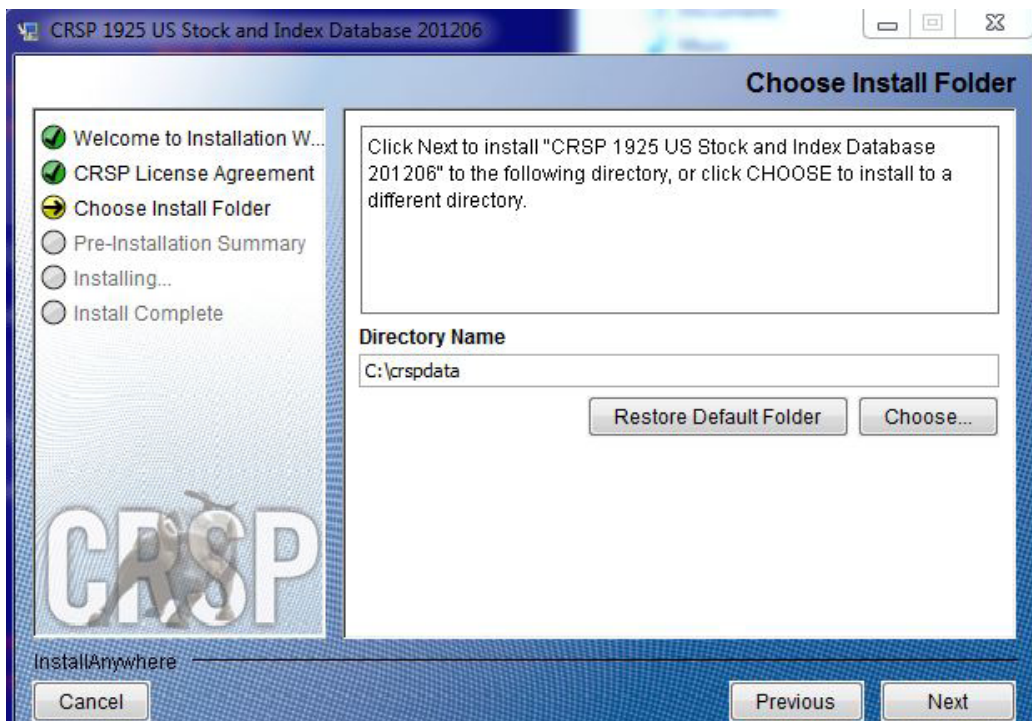 CRSP 1925 US Stock and Index Database 201206
Choose Install Folder
Welcome to Installation W...
CRSP License Agreement
Choose Install Folder
Pre-Installation Summary
Installing...
Install Complete
CRSP
Click Next to install "CRSP 1925 US Stock and Index Database
201206" to the following directory, or click CHOOSE to install to a
different directory.
Directory Name
C:\crspdata
Restore Default Folder
Choose...
InstallAnywhere
Cancel
Previous
Next